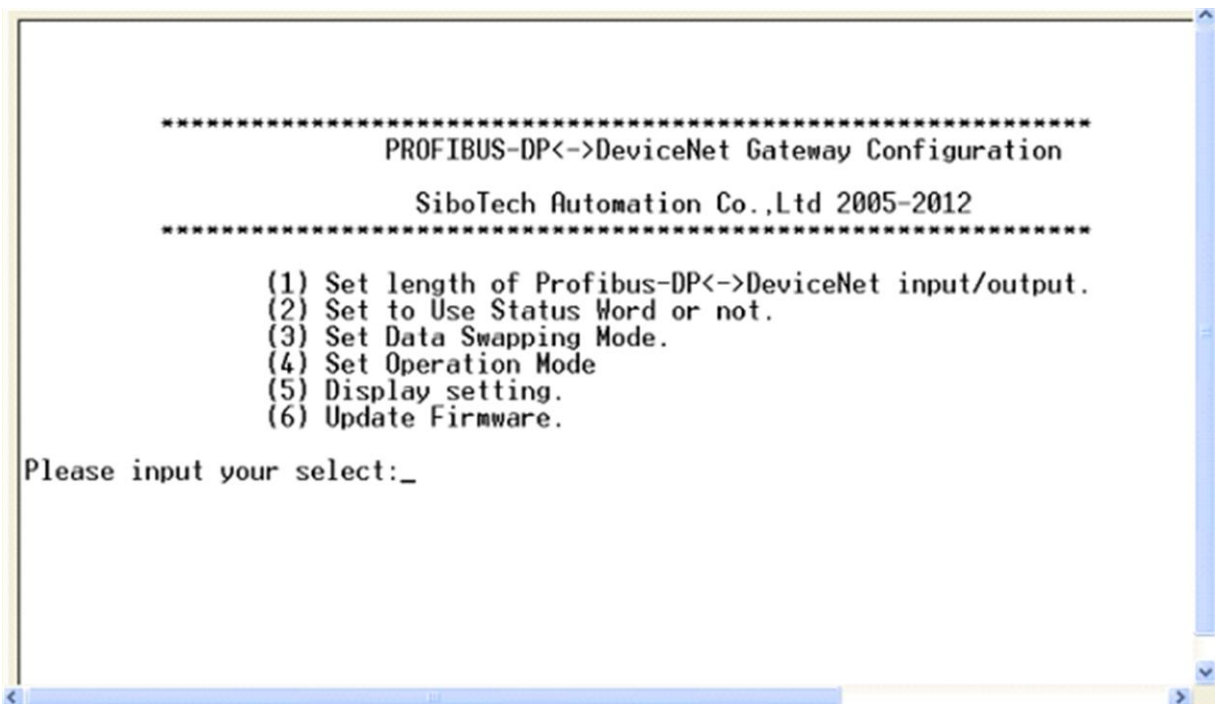 **************************************************************
PROFIBUS-DP<->DeviceNet Gateway Configuration
SiboTech Automation Co.,Ltd 2005-2012
**************************************************************
(1) Set length of Profibus-DP<->DeviceNet input/output.
(2) Set to Use Status Word or not.
(3) Set Data Swapping Mode.
(4) Set Operation Mode
(5) Display setting.
(6) Update Firmware.
Please input your select:_